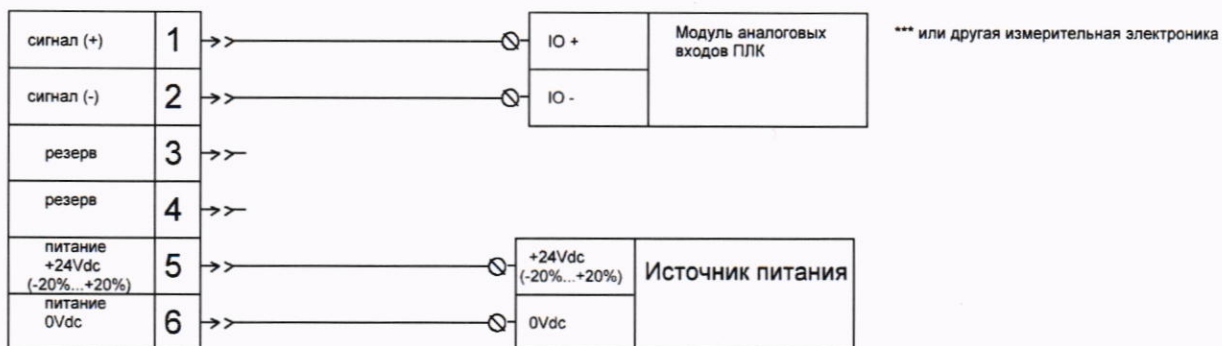 сигнал (+) 1 IO + Модуль аналоговых *** или другая измерительная электроника
входов ПЛК
сигнал (-) 2 IO -
резерв 3
резерв 4
питание
+24Vdc 5 +24Vdc Источник питания
(-20%...+20%) (-20%...+20%)
питание
0Vdc 6 0Vdc